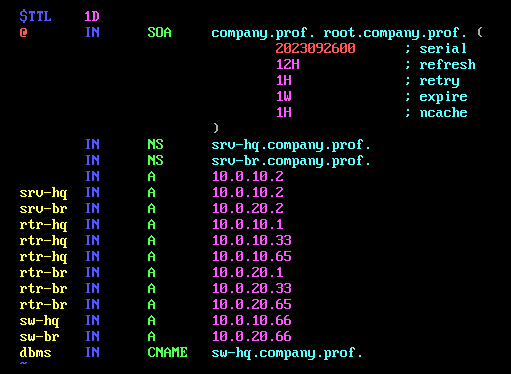 $TTL 1D
@ IN SOA company.prof. root.company.prof. (
2023092600 ; serial
12H ; refresh
1H ; retry
1W ; expire
1H ; ncache
)
IN NS srv-hq.company.prof.
IN NS srv-br.company.prof.
IN A 10.0.10.2
srv-hq IN A 10.0.10.2
srv-br IN A 10.0.20.2
rtr-hq IN A 10.0.10.1
rtr-hq IN A 10.0.10.33
rtr-hq IN A 10.0.10.65
rtr-br IN A 10.0.20.1
rtr-br IN A 10.0.20.33
rtr-br IN A 10.0.20.65
sw-hq IN A 10.0.10.66
sw-br IN A 10.0.20.66
dbms IN CNAME sw-hq.company.prof.
~